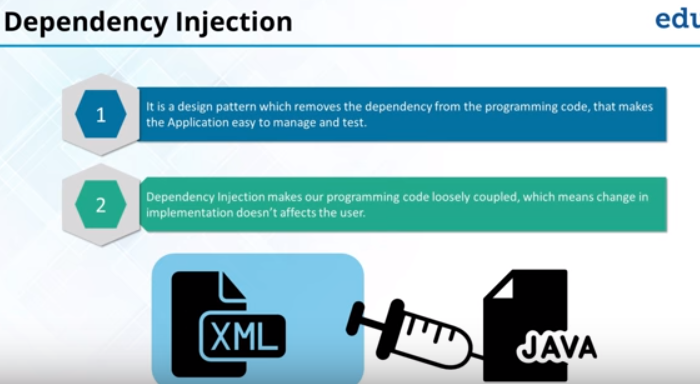 Dependency Injection
edu
1
It is a design pattern which removes the dependency from the programming code, that makes
the Application easy to manage and test.
2
Dependency Injection makes our programming code loosely coupled, which means change in
implementation doesn't affects the user.
XML
JAVA